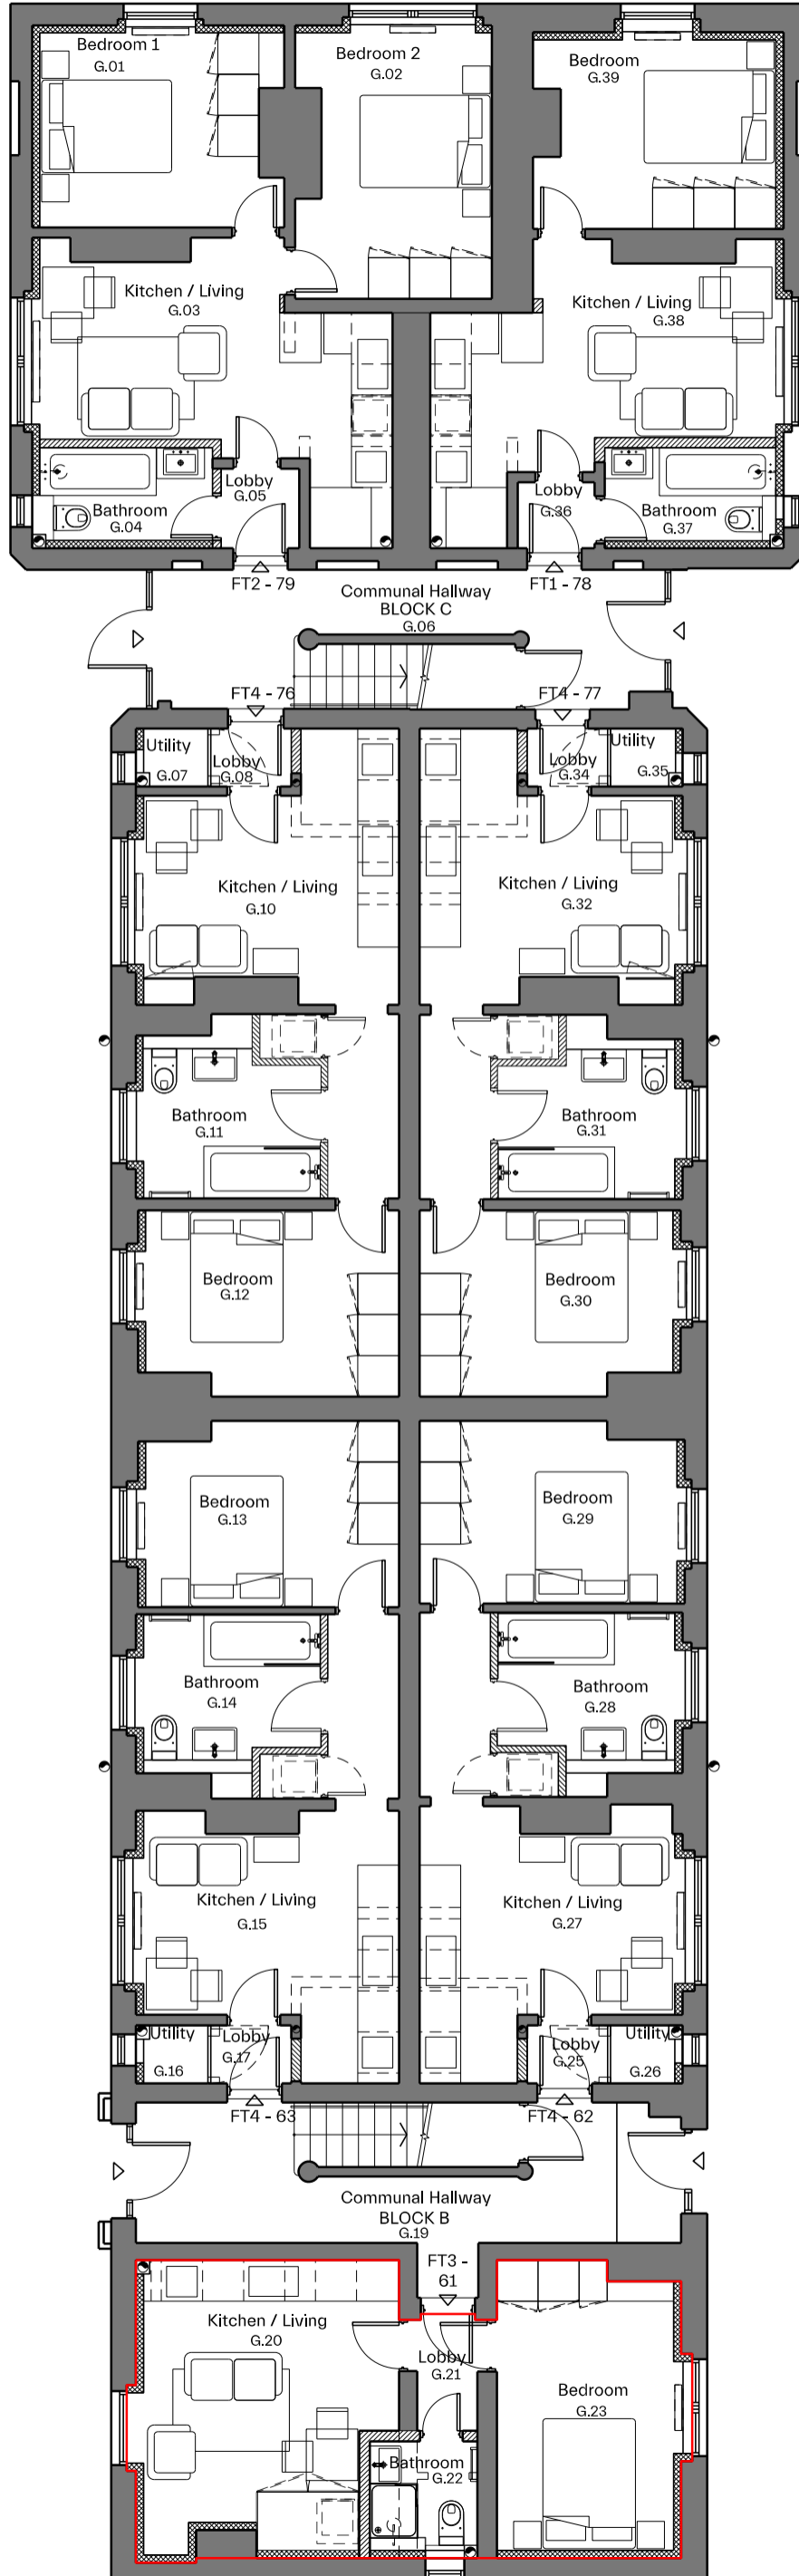 Bedroom 1
G.01
Bedroom 2
G.02
Bedroom
G.39
Kitchen / Living
G.03
Kitchen / Living
G.38
Lobby
G.05
Bathroom
G.04
Lobby
G.36
Bathroom
G.37
FT2 - 79
FT1 - 78
Communal Hallway
BLOCK C
G.06
FT4 - 76
FT4 - 77
Utility
G.07
Lobby
G.08
Lobby
G.34
Utility
G.35
Kitchen / Living
G.10
Kitchen / Living
G.32
Bathroom
G.11
Bathroom
G.31
Bedroom
G.12
Bedroom
G.30
Bedroom
G.13
Bedroom
G.29
Bathroom
G.14
Bathroom
G.28
Kitchen / Living
G.15
Kitchen / Living
G.27
Utility
G.16
Lobby
G.17
Lobby
G.25
Utility
G.26
FT4 - 63
FT4 - 62
Communal Hallway
BLOCK B
G.19
FT3 -
61
Kitchen / Living
G.20
Lobby
G.21
Bedroom
G.23
Bathroom
G.22